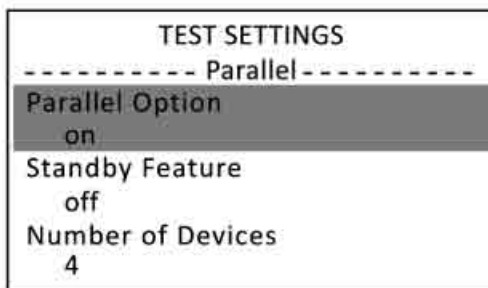 TEST SETTINGS
- - - - - - - - - - Parallel - - - - - - - - - -
Parallel Option
on
Standby Feature
off
Number of Devices
4